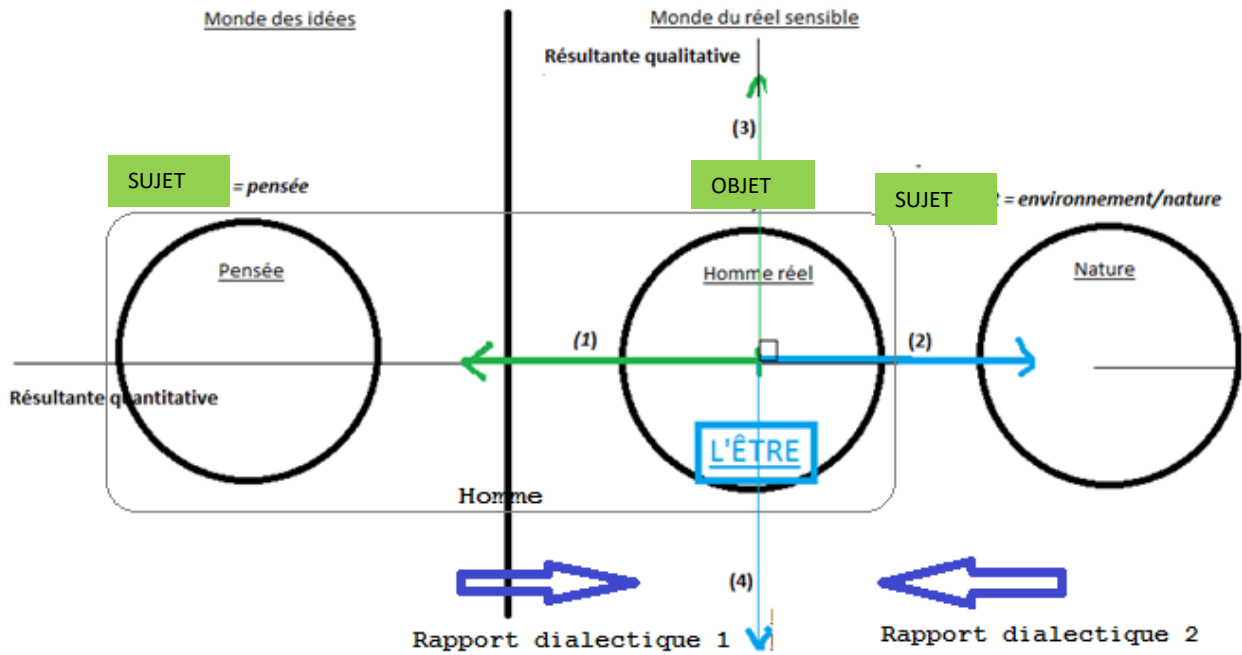 Monde des idées
Monde du réel sensible
Résultante qualitative
(3)
SUJET = pensée
OBJET
SUJET t = environnement/nature
Pensée
Homme réel
Nature
(1)
(2)
Résultante quantitative
L'ÊTRE
Homme
(4)
Rapport dialectique 1
Rapport dialectique 2